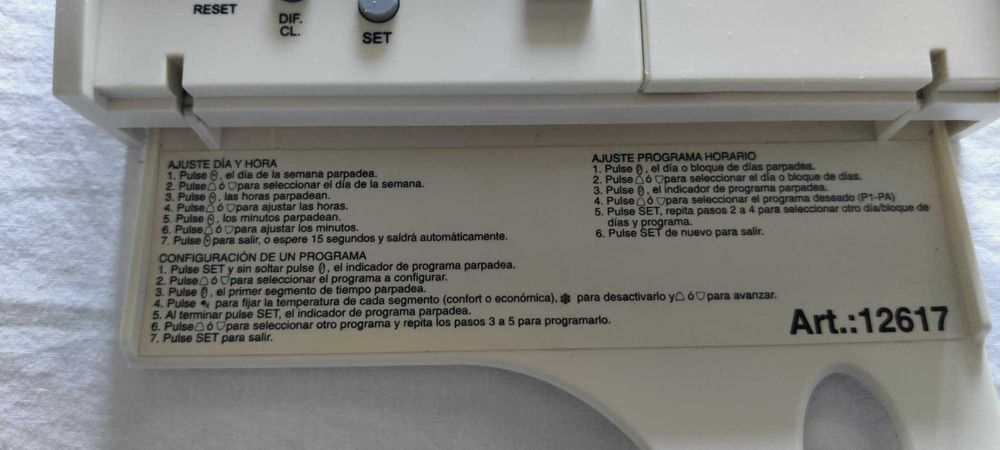 RESET
DIF.
CL.
SET
AJUSTE DÍA Y HORA
1. Pulse, el día de la semana parpadea.
2. Pulse △ ó ▽ para seleccionar el día de la semana.
3. Pulse, las horas parpadean.
4. Pulse △ ó ▽ para ajustar las horas.
5. Pulse, los minutos parpadean.
6. Pulse △ ó ▽ para ajustar los minutos.
7. Pulse para salir, o espere 15 segundos y saldrá automáticamente.
AJUSTE PROGRAMA HORARIO
1. Pulse, el día o bloque de días parpadea.
2. Pulse △ ó ▽ para seleccionar el día o bloque de días.
3. Pulse, el indicador de programa parpadea.
4. Pulse △ ó ▽ para seleccionar el programa deseado (P1-PA)
5. Pulse SET, repita pasos 2 a 4 para seleccionar otro día/bloque de
días y programa.
6. Pulse SET de nuevo para salir.
CONFIGURACIÓN DE UN PROGRAMA
1. Pulse SET y sin soltar pulse, el indicador de programa parpadea.
2. Pulse △ ó ▽ para seleccionar el programa a configurar.
3. Pulse, el primer segmento de tiempo parpadea.
4. Pulse para fijar la temperatura de cada segmento (confort o económica), ❄ para desactivarlo y △ ó ▽ para avanzar.
5. Al terminar pulse SET, el indicador de programa parpadea.
6. Pulse △ ó ▽ para seleccionar otro programa y repita los pasos 3 a 5 para programarlo.
7. Pulse SET para salir.
Art.:12617